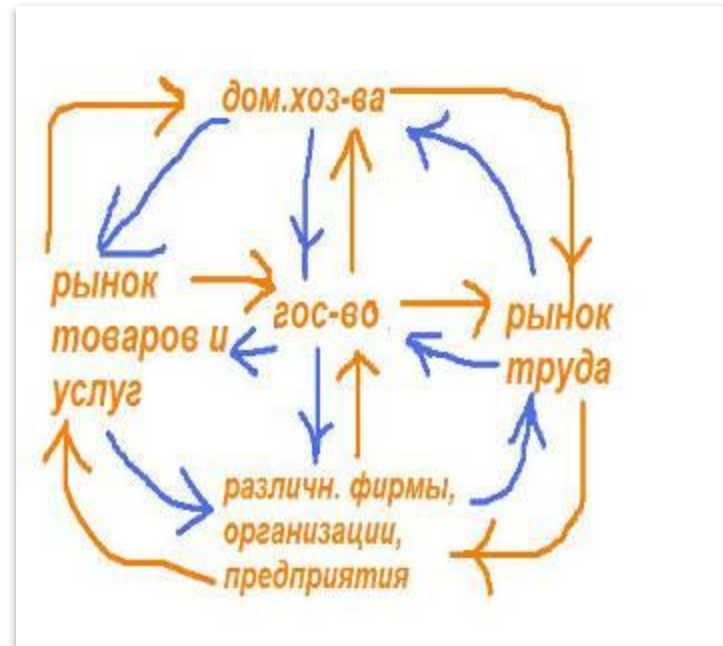 дом.хоз-ва
рынок
товаров и
услуг
гос-во
рынок
труда
различн. фирмы,
организации,
предприятия